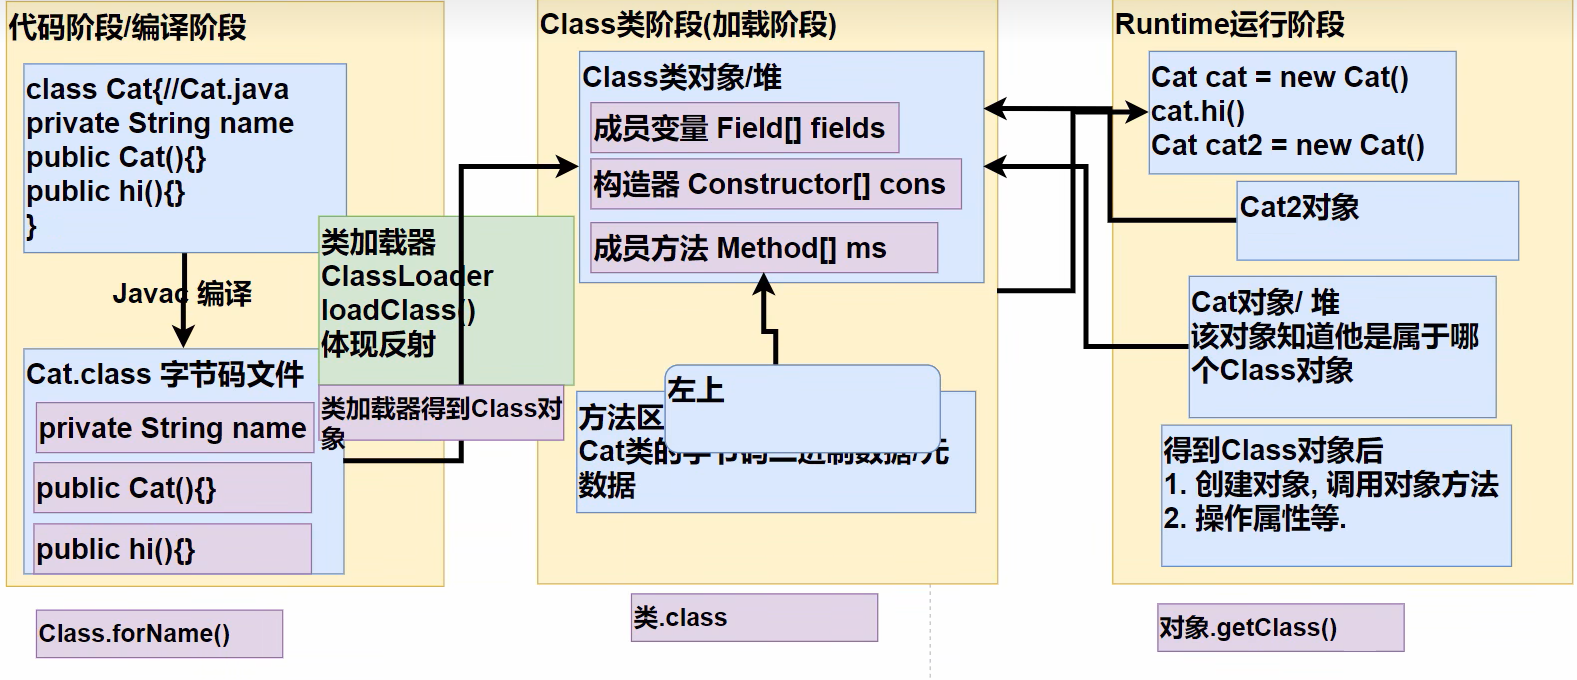 代码阶段/编译阶段
class Cat{//Cat.java
private String name
public Cat(){}
public hi(){}
}
Javac 编译
Cat.class 字节码文件
private String name
public Cat(){}
public hi(){}
Class.forName()
类加载器
ClassLoader
loadClass()
体现反射
类加载器得到Class对
象
Class类阶段(加载阶段)
Class类对象/堆
成员变量 Field[] fields
构造器 Constructor[] cons
成员方法 Method[] ms
左上
方法区
Cat类的字节码二进制数据/元
数据
类.class
Runtime运行阶段
Cat cat = new Cat()
cat.hi()
Cat cat2 = new Cat()
Cat2对象
Cat对象/ 堆
该对象知道他是属于哪
个Class对象
得到Class对象后
1. 创建对象, 调用对象方法
2. 操作属性等.
对象.getClass()